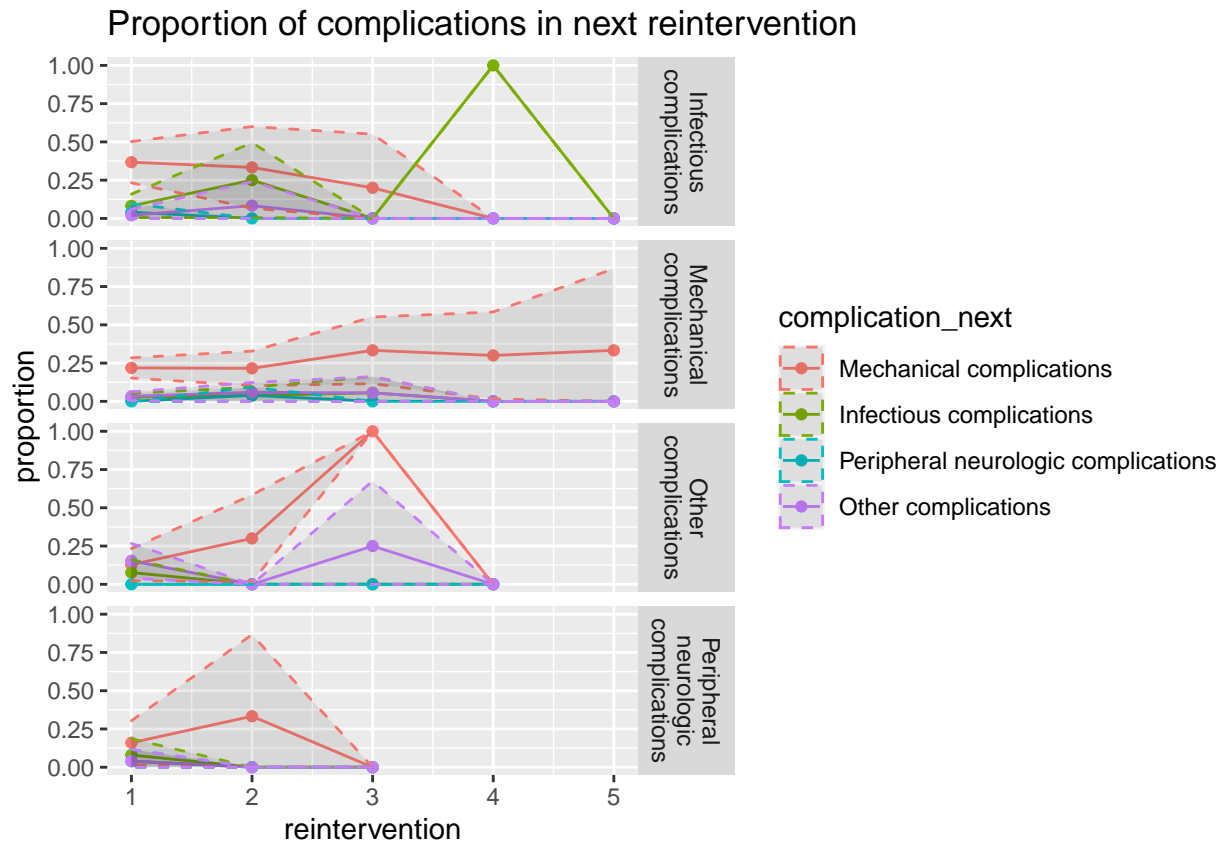 Proportion of complications in next reintervention
proportion
1.00
0.75
0.50
0.25
0.00
Infectious
complications
1.00
0.75
0.50
0.25
0.00
Mechanical
complications
1.00
0.75
0.50
0.25
0.00
Other
complications
1.00
0.75
0.50
0.25
0.00
Peripheral
neurologic
complications
1 2 3 4 5
reintervention
complication_next
Mechanical complications
Infectious complications
Peripheral neurologic complications
Other complications